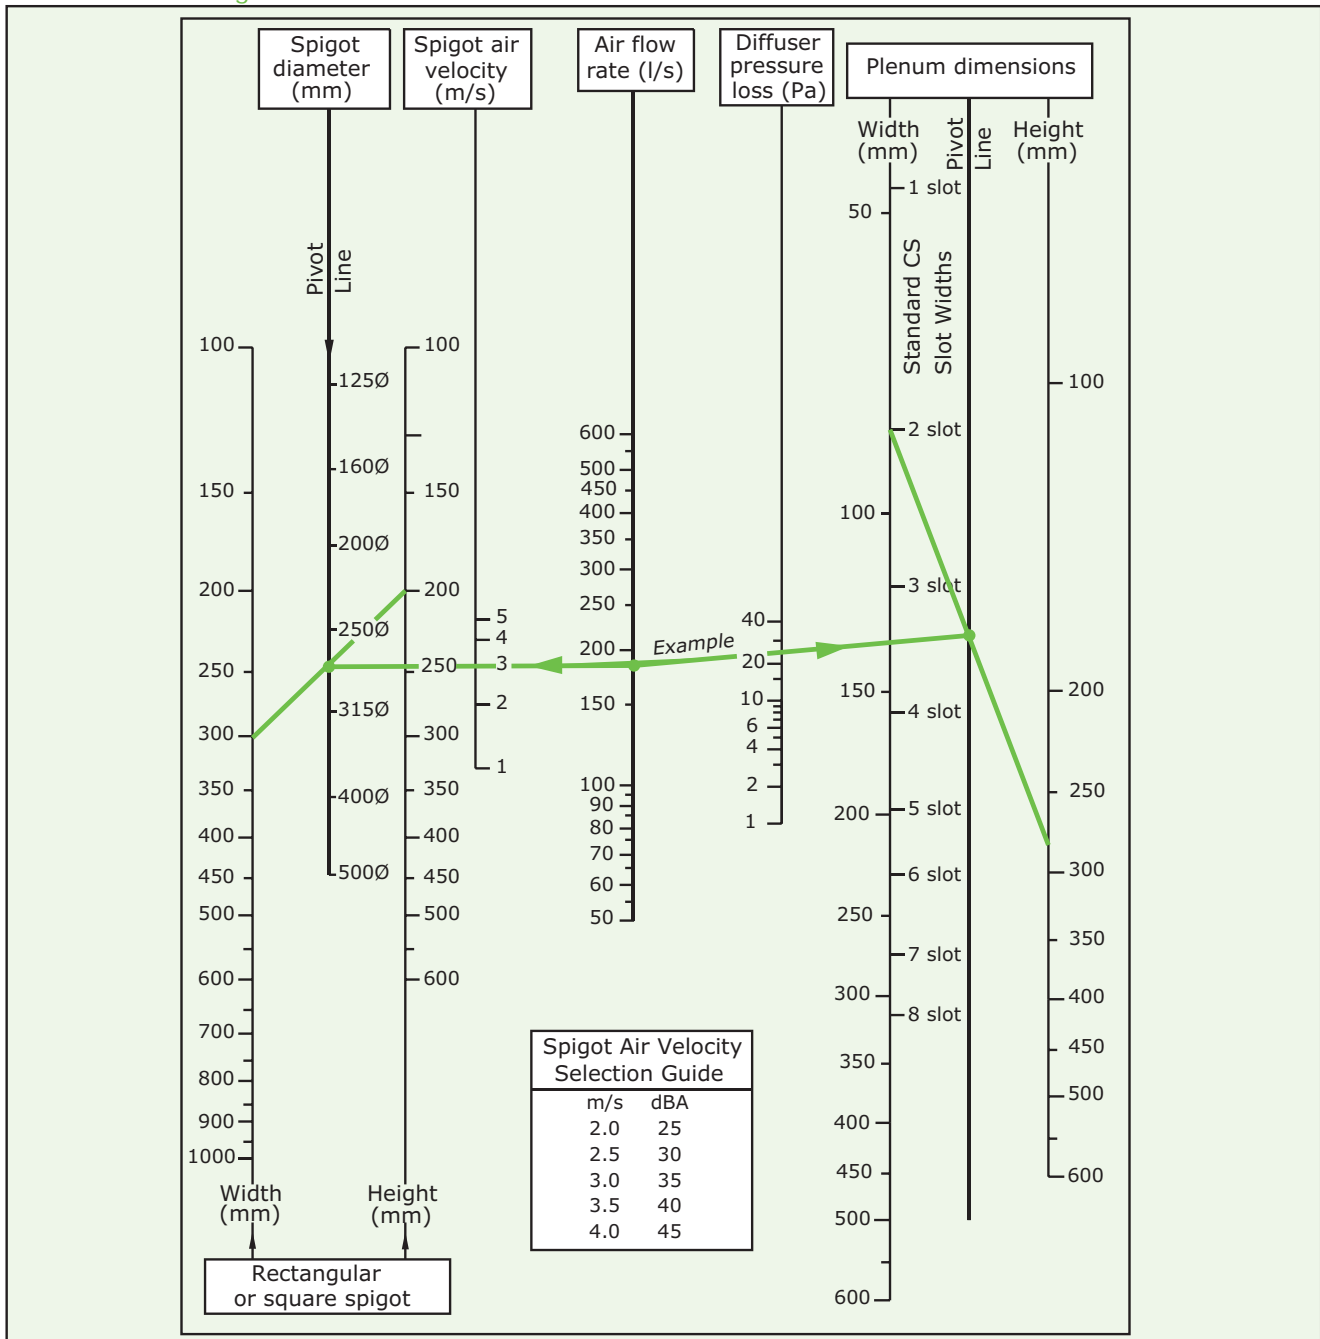 Spigot
diameter
(mm)
Spigot air
velocity
(m/s)
Air flow
rate (l/s)
Diffuser
pressure
loss (Pa)
Plenum dimensions
Width
(mm)
Pivot
Line
Height
(mm)
Pivot
Line
100
150
200
250
300
350
400
450
500
600
700
800
900
1000
Width
(mm)
125Ø
160Ø
200Ø
250Ø
315Ø
400Ø
500Ø
100
150
200
250
300
350
400
450
500
600
Height
(mm)
Rectangular
or square spigot
5
4
3
2
1
600
500
450
400
350
300
250
200
150
100
90
80
70
60
50
Example
40
20
10
6
4
2
1
50
100
150
200
250
300
350
400
450
500
600
1 slot
2 slot
3 slot
4 slot
5 slot
6 slot
7 slot
8 slot
Standard CS
Slot Widths
100
200
250
300
350
400
450
500
600
Spigot Air Velocity
Selection Guide
m/s dBA
2.0 25
2.5 30
3.0 35
3.5 40
4.0 45